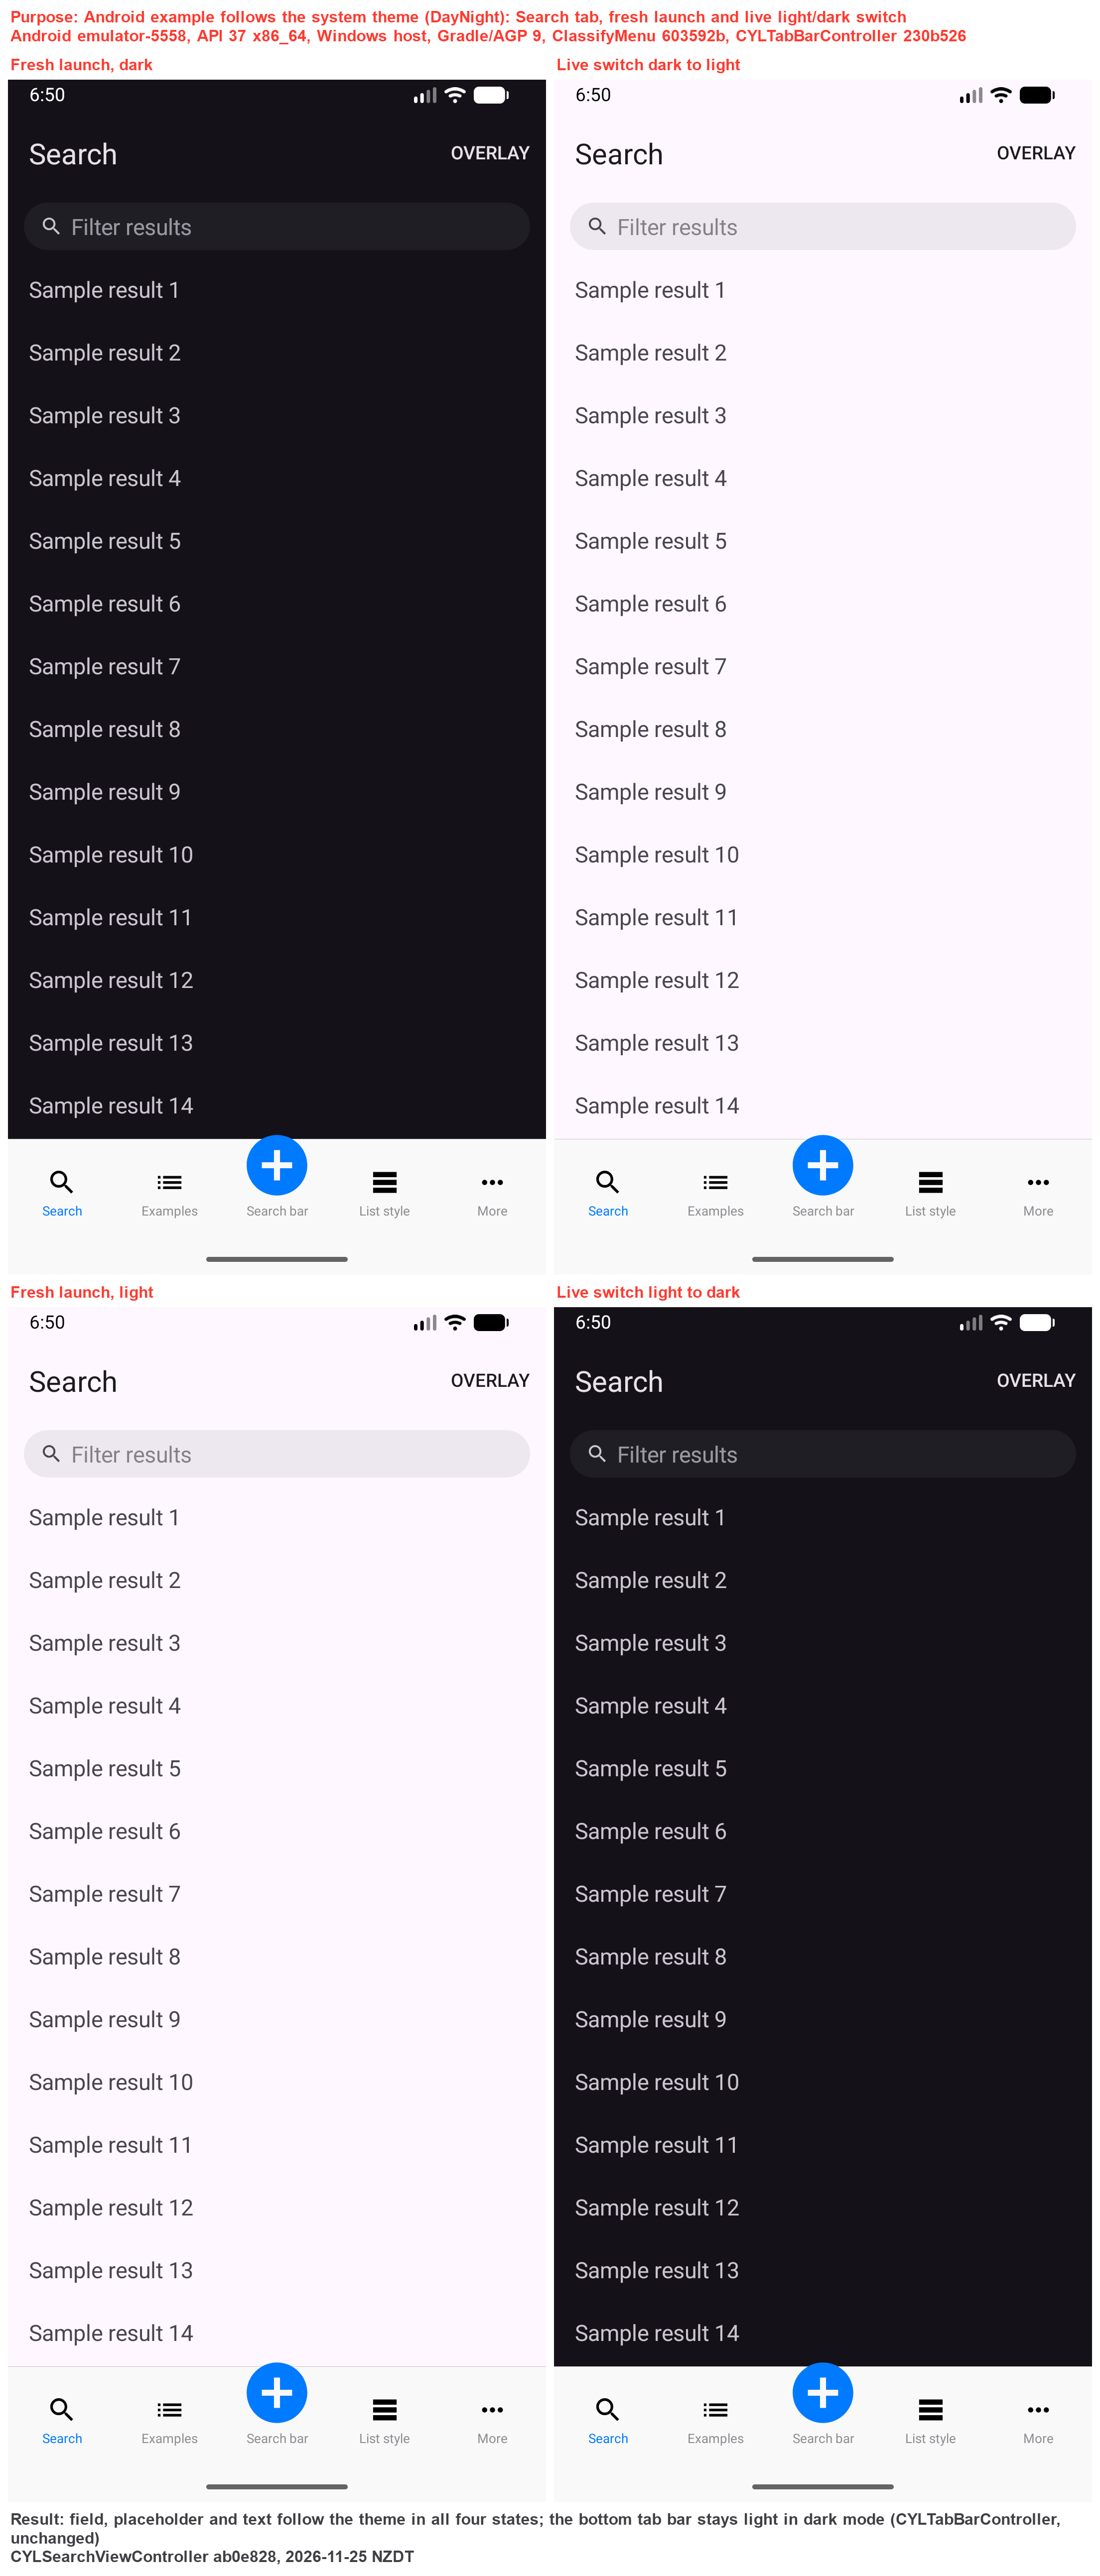 Purpose: Android example follows the system theme (DayNight): Search tab, fresh launch and live light/dark switch
Android emulator-5558, API 37 x86_64, Windows host, Gradle/AGP 9, ClassifyMenu 603592b, CYLTabBarController 230b526
Fresh launch, dark
6:50
Search
OVERLAY
Filter results
Sample result 1
Sample result 2
Sample result 3
Sample result 4
Sample result 5
Sample result 6
Sample result 7
Sample result 8
Sample result 9
Sample result 10
Sample result 11
Sample result 12
Sample result 13
Sample result 14
Search
Examples
Search bar
List style
More
Live switch dark to light
6:50
Search
OVERLAY
Filter results
Sample result 1
Sample result 2
Sample result 3
Sample result 4
Sample result 5
Sample result 6
Sample result 7
Sample result 8
Sample result 9
Sample result 10
Sample result 11
Sample result 12
Sample result 13
Sample result 14
Search
Examples
Search bar
List style
More
Fresh launch, light
6:50
Search
OVERLAY
Filter results
Sample result 1
Sample result 2
Sample result 3
Sample result 4
Sample result 5
Sample result 6
Sample result 7
Sample result 8
Sample result 9
Sample result 10
Sample result 11
Sample result 12
Sample result 13
Sample result 14
Search
Examples
Search bar
List style
More
Live switch light to dark
6:50
Search
OVERLAY
Filter results
Sample result 1
Sample result 2
Sample result 3
Sample result 4
Sample result 5
Sample result 6
Sample result 7
Sample result 8
Sample result 9
Sample result 10
Sample result 11
Sample result 12
Sample result 13
Sample result 14
Search
Examples
Search bar
List style
More
Result: field, placeholder and text follow the theme in all four states; the bottom tab bar stays light in dark mode (CYLTabBarController,
unchanged)
CYLSearchViewController ab0e828, 2026-11-25 NZDT